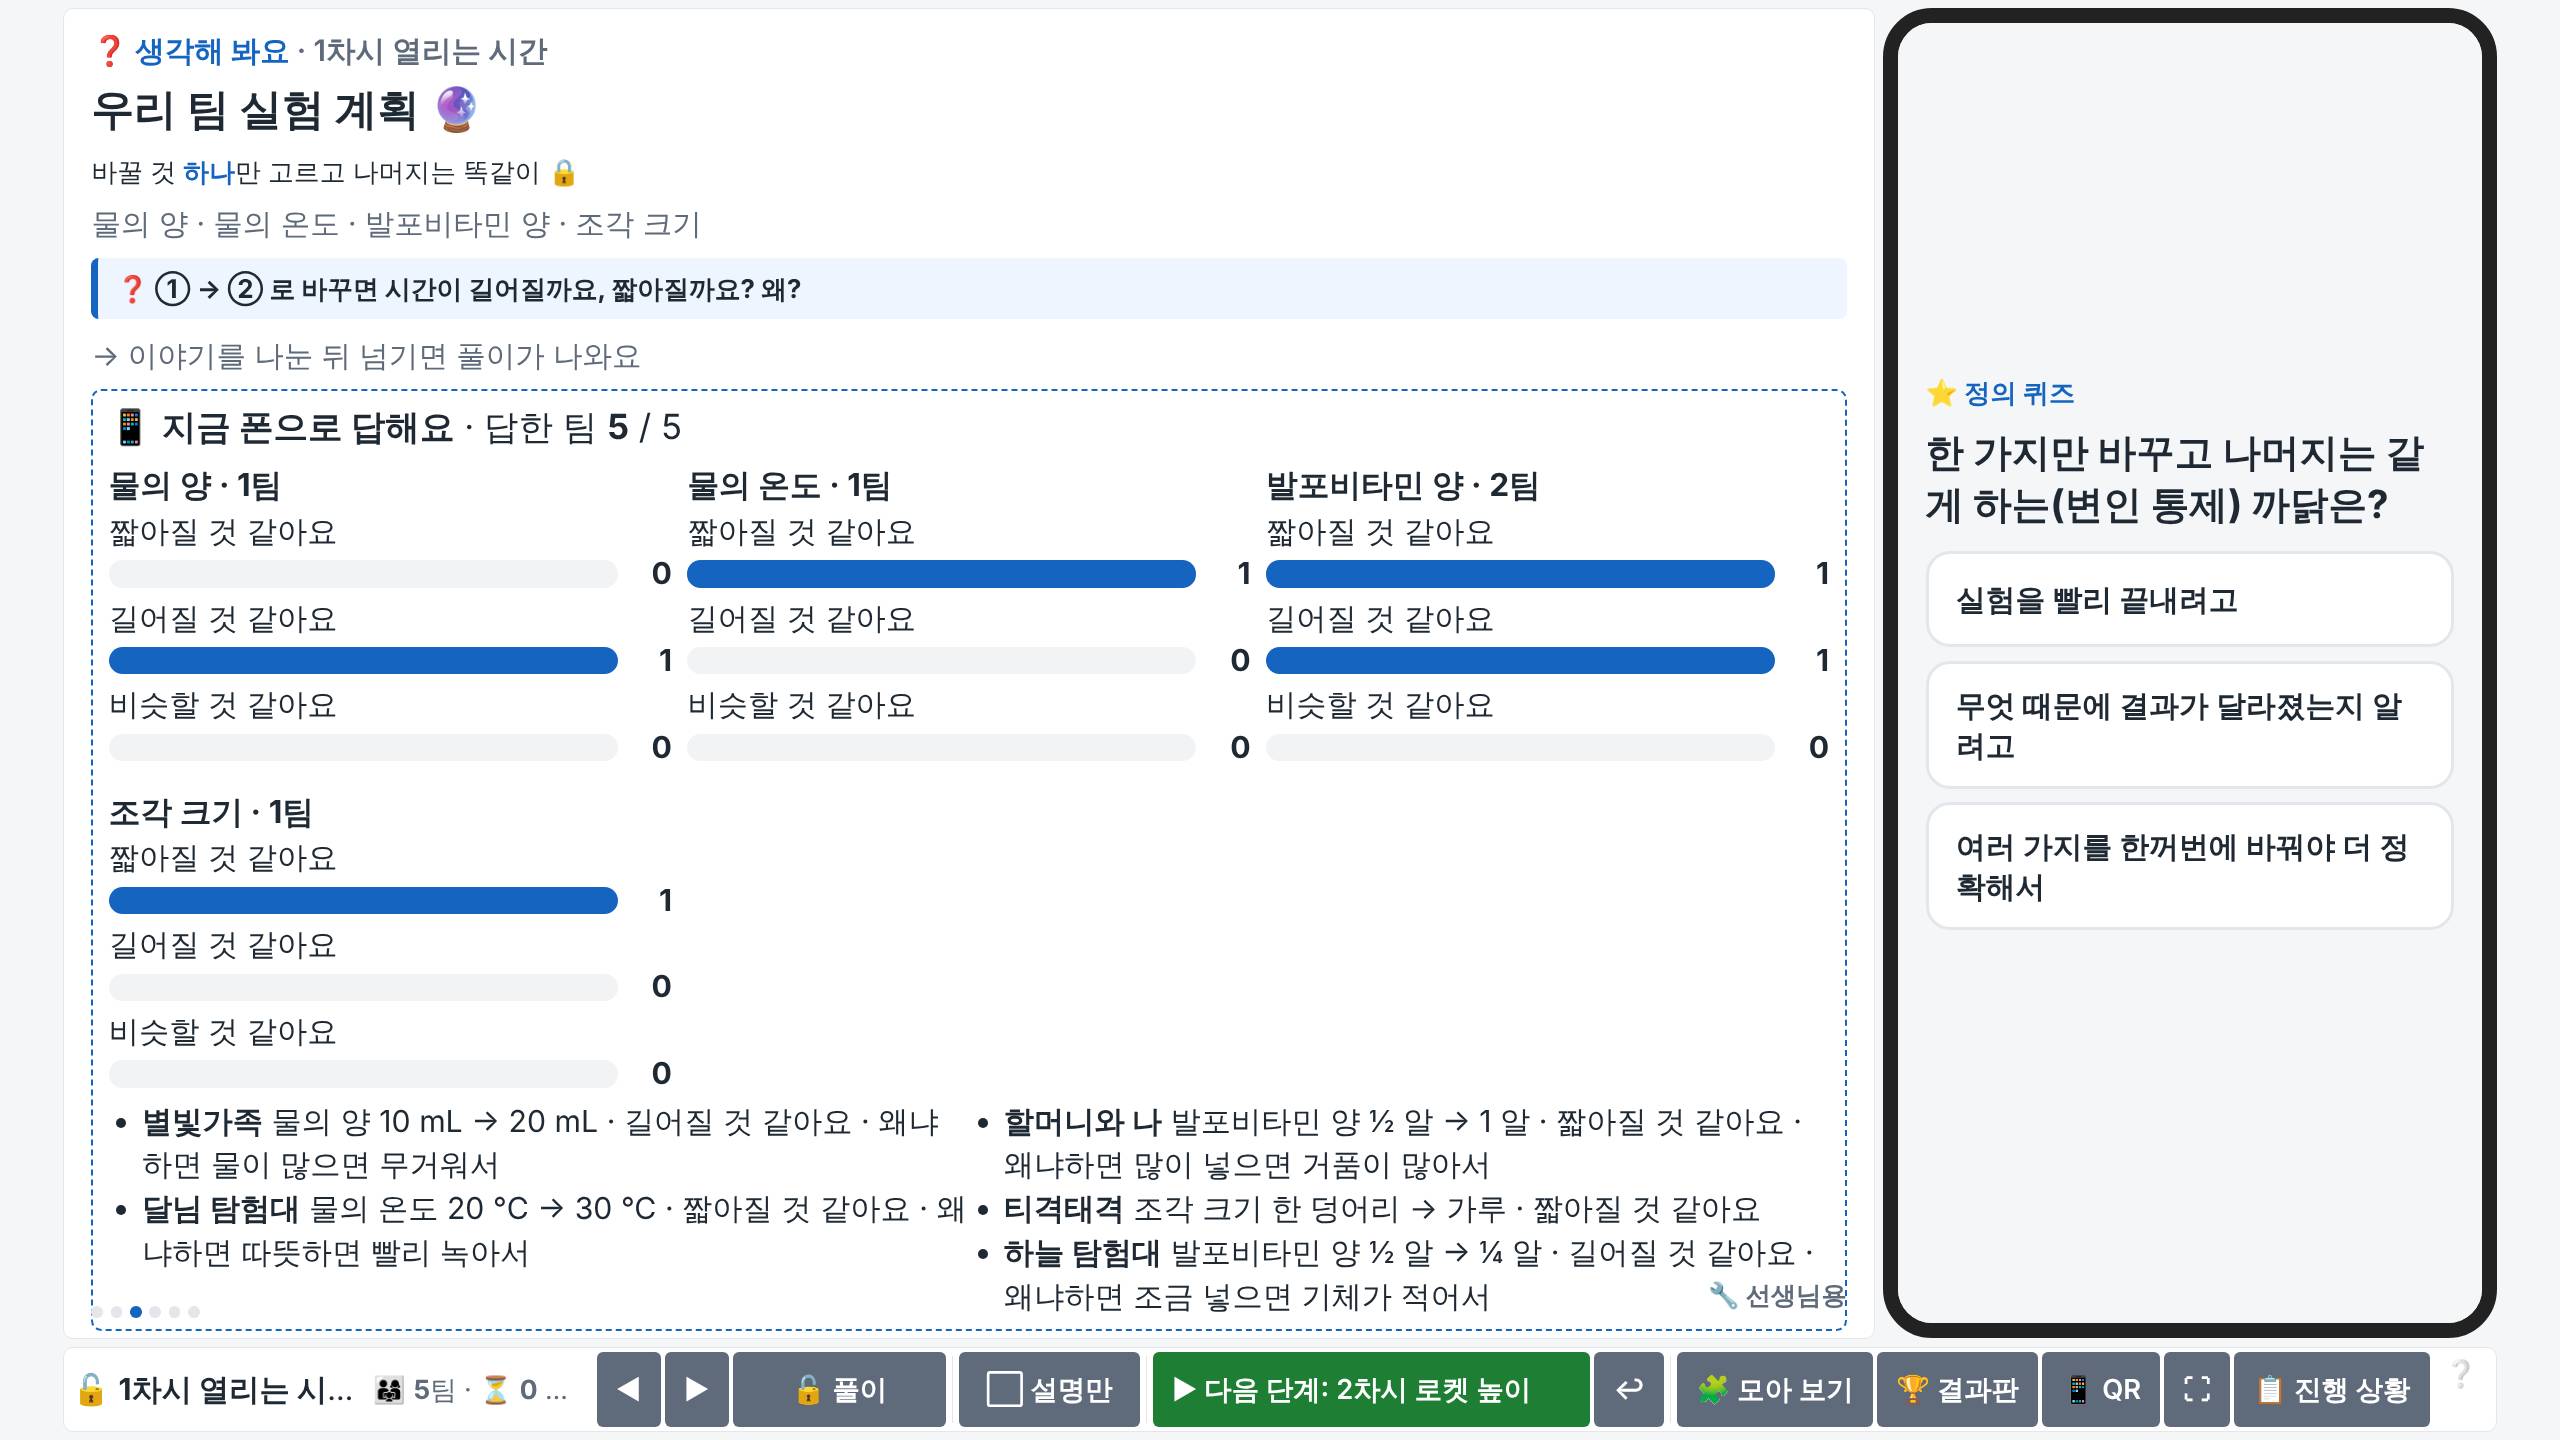 ❓ 생각해 봐요 · 1차시 열리는 시간
우리 팀 실험 계획 🔮
바꿀 것 하나만 고르고 나머지는 똑같이 🔒
물의 양 · 물의 온도 · 발포비타민 양 · 조각 크기
❓ ① → ② 로 바꾸면 시간이 길어질까요, 짧아질까요? 왜?
→ 이야기를 나눈 뒤 넘기면 풀이가 나와요
📱 지금 폰으로 답해요 · 답한 팀 5 / 5
물의 양 · 1팀
짧아질 것 같아요
0
길어질 것 같아요
1
비슷할 것 같아요
0
물의 온도 · 1팀
짧아질 것 같아요
1
길어질 것 같아요
0
비슷할 것 같아요
0
발포비타민 양 · 2팀
짧아질 것 같아요
1
길어질 것 같아요
1
비슷할 것 같아요
0
조각 크기 · 1팀
짧아질 것 같아요
1
길어질 것 같아요
0
비슷할 것 같아요
0
• 별빛가족 물의 양 10 mL → 20 mL · 길어질 것 같아요 · 왜냐
하면 물이 많으면 무거워서
• 달님 탐험대 물의 온도 20 °C → 30 °C · 짧아질 것 같아요 · 왜
냐하면 따뜻하면 빨리 녹아서
• 할머니와 나 발포비타민 양 ½ 알 → 1 알 · 짧아질 것 같아요 ·
왜냐하면 많이 넣으면 거품이 많아서
• 티격태격 조각 크기 한 덩어리 → 가루 · 짧아질 것 같아요
• 하늘 탐험대 발포비타민 양 ½ 알 → ¼ 알 · 길어질 것 같아요 ·
왜냐하면 조금 넣으면 기체가 적어서
🔧 선생님용
⭐ 정의 퀴즈
한 가지만 바꾸고 나머지는 같
게 하는(변인 통제) 까닭은?
실험을 빨리 끝내려고
무엇 때문에 결과가 달라졌는지 알
려고
여러 가지를 한꺼번에 바꿔야 더 정
확해서
🔓 1차시 열리는 시... 👨‍👩‍👧 5팀 · ⏳ 0 ... ◀ ▶ 🔓 풀이 ⬜ 설명만 ▶ 다음 단계: 2차시 로켓 높이 ↩ 🧩 모아 보기 🏆 결과판 📱 QR ⛶ 📋 진행 상황 ❔